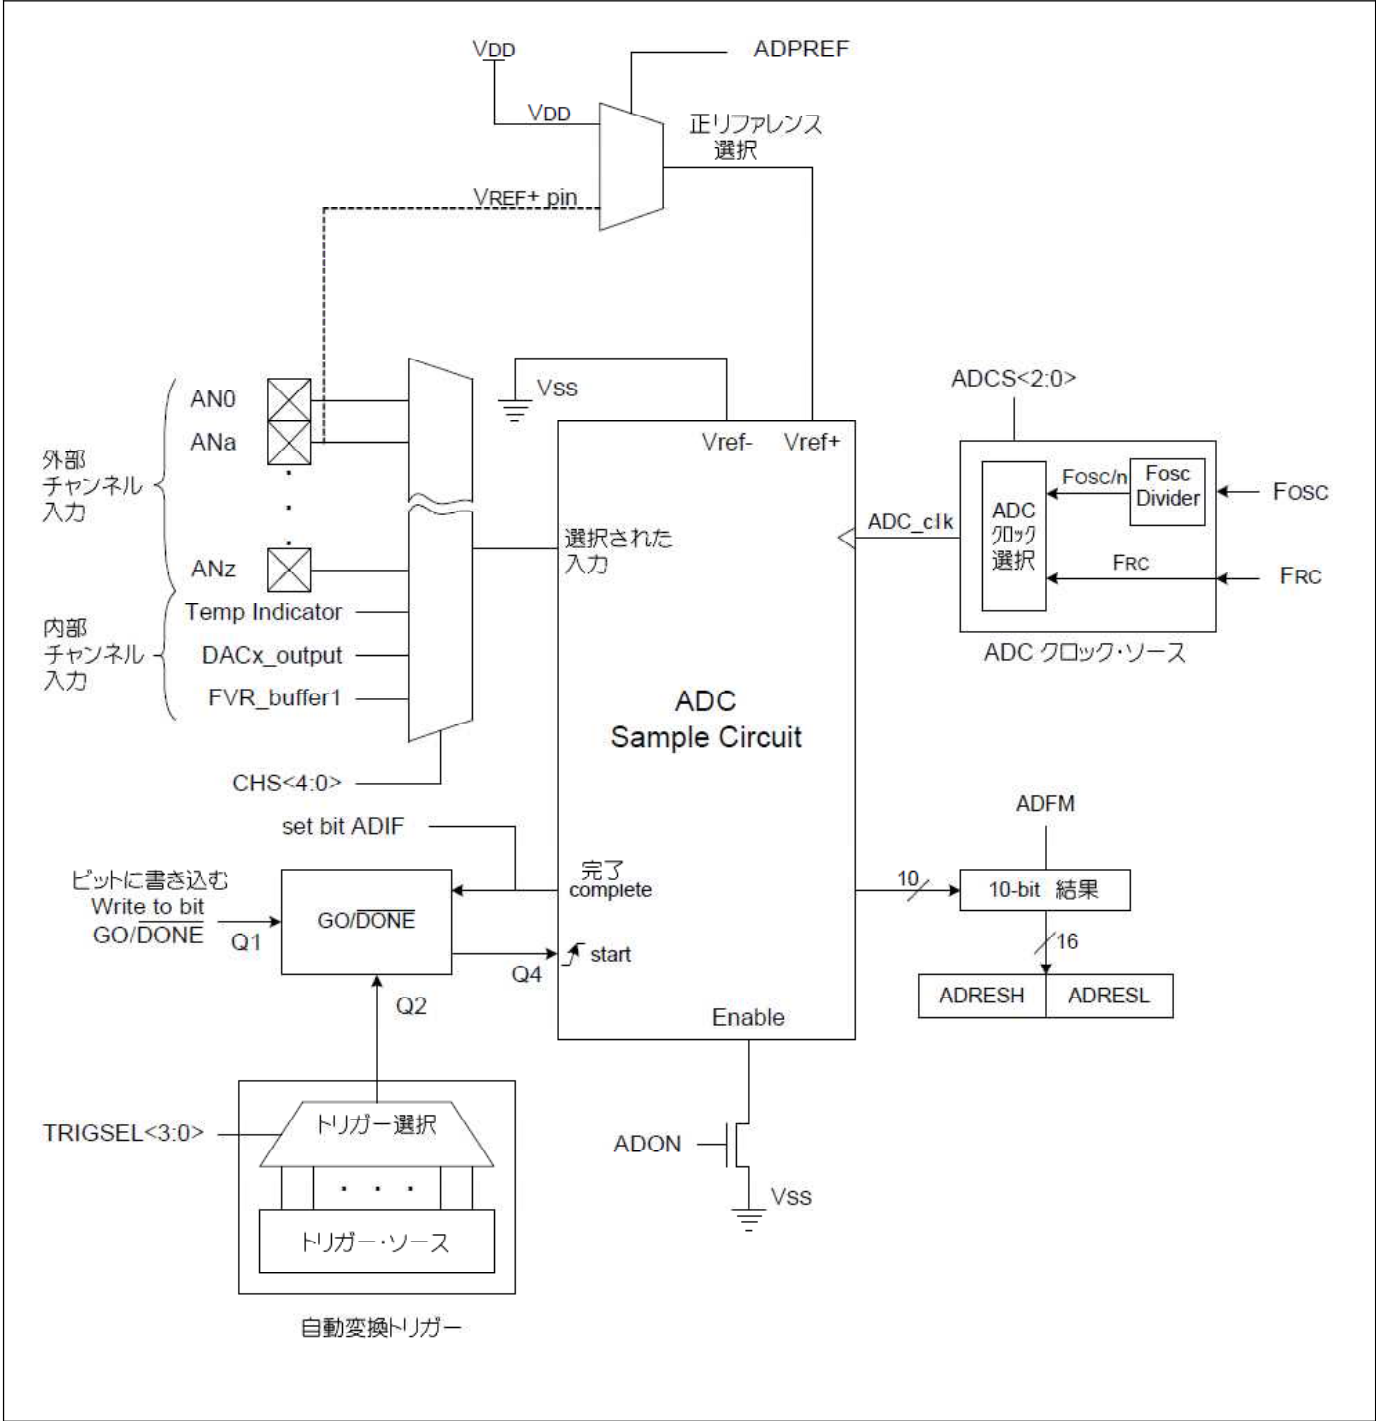 VDD
ADPREF
VDD
正リファレンス
選択
VREF+ pin
VSS
外部
チャンネル
入力
AN0
ANa
ANz
内部
チャンネル
入力
Temp Indicator
DACx_output
FVR_buffer1
CHS<4:0>
Vref-
Vref+
選択された
入力
ADC
Sample Circuit
ADC_clk
ADCS<2:0>
ADC
クロック
選択
FOSC/n
Fosc
Divider
FOSC
FRC
FRC
ADC クロック・ソース
set bit ADIF
完了
complete
ビットに書き込む
Write to bit
GO/DONE
Q1
GO/DONE
Q4
start
Q2
Enable
ADFM
10
10-bit 結果
16
ADRESH
ADRESL
TRIGSEL<3:0>
トリガー選択
トリガー・ソース
自動変換トリガー
ADON
VSS